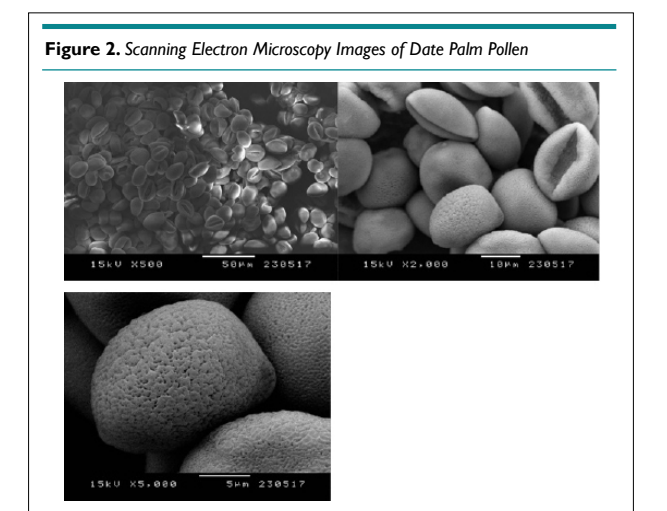 Figure 2. Scanning Electron Microscopy Images of Date Palm Pollen
15kV X500 50µm 230517
15kV X2,000 10µm 230517
15kV X5,000 5µm 230517